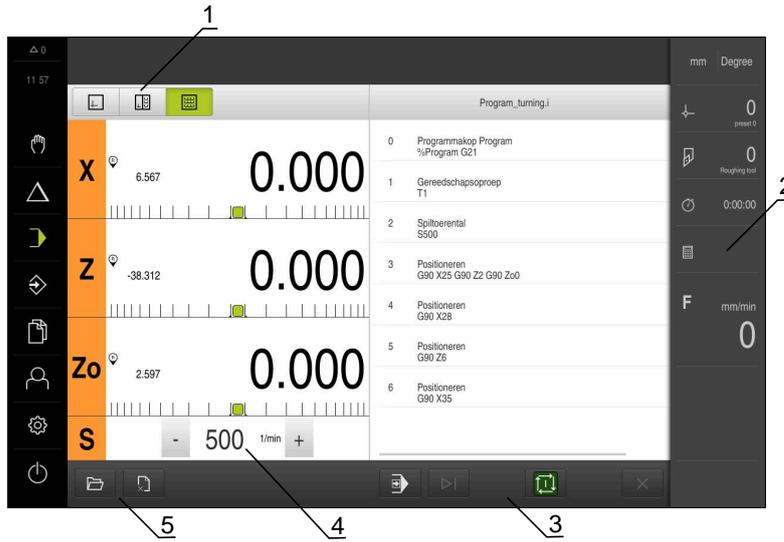 1
0
11 57
mm Degree
Program_turning.i
X
R
6.567
0.000
Z
R
-38.312
0.000
Zo
R
2.597
0.000
S
- 500 1/min +
0 Programmakop Program
%Program G21
1 Gereedschapsoproep
T1
2 Spiltoerental
S500
3 Positioneren
G90 X25 G90 Z2 G90 Zo0
4 Positioneren
G90 X28
5 Positioneren
G90 Z6
6 Positioneren
G90 X35
0
preset 0
0
Roughing tool
0:00:00
2
F mm/min
0
5
4
3